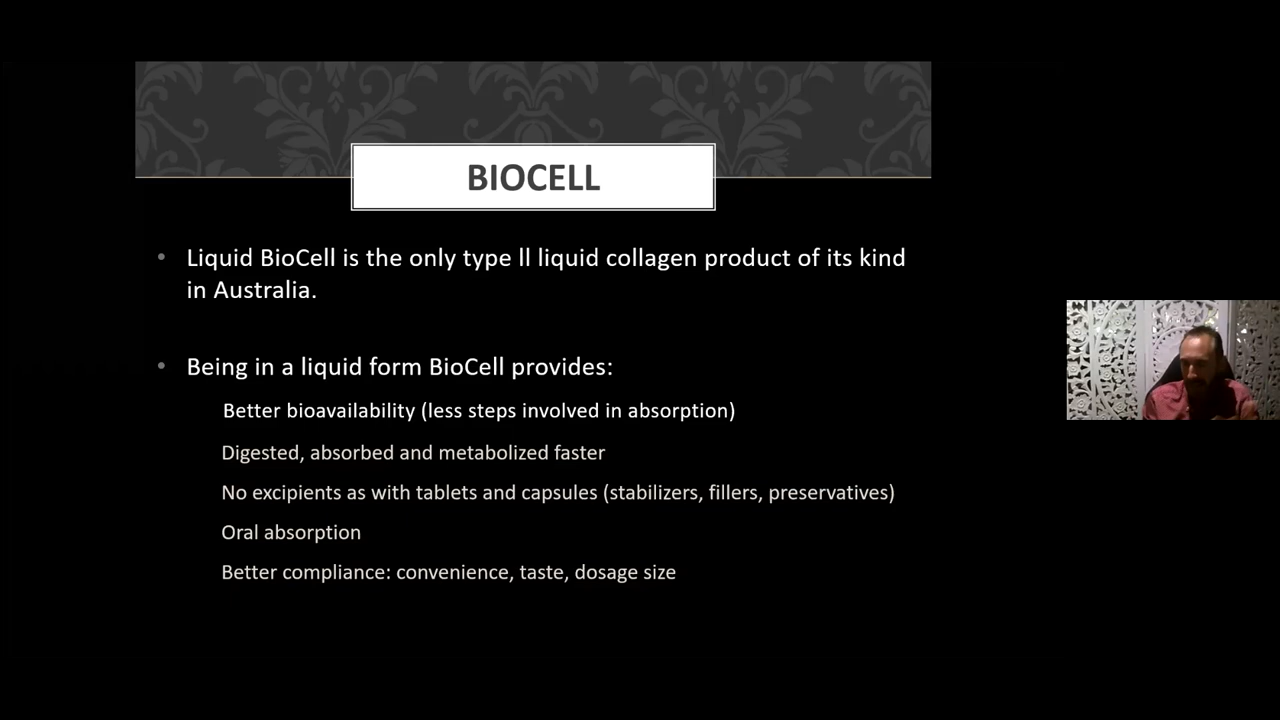 BIOCELL
Liquid BioCell is the only type ll liquid collagen product of its kind
in Australia.
Being in a liquid form BioCell provides:
Better bioavailability (less steps involved in absorption)
Digested, absorbed and metabolized faster
No excipients as with tablets and capsules (stabilizers, fillers, preservatives)
Oral absorption
Better compliance: convenience, taste, dosage size